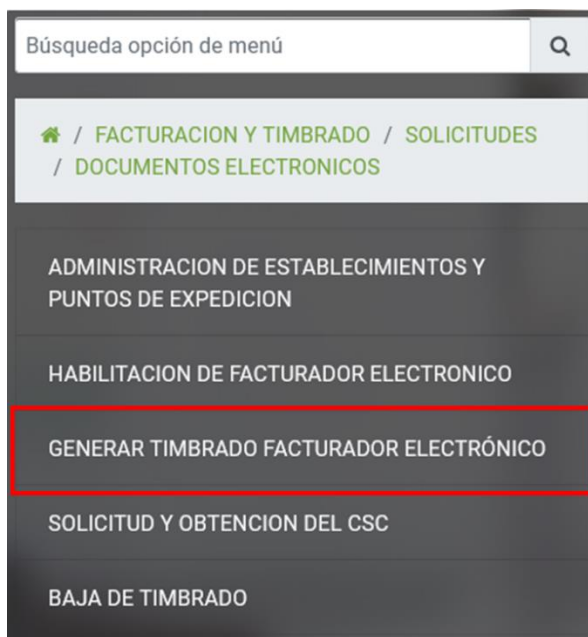 Búsqueda opción de menú
/ FACTURACION Y TIMBRADO / SOLICITUDES
/ DOCUMENTOS ELECTRONICOS
ADMINISTRACION DE ESTABLECIMIENTOS Y
PUNTOS DE EXPEDICION
HABILITACION DE FACTURADOR ELECTRONICO
GENERAR TIMBRADO FACTURADOR ELECTRÓNICO
SOLICITUD Y OBTENCION DEL CSC
BAJA DE TIMBRADO